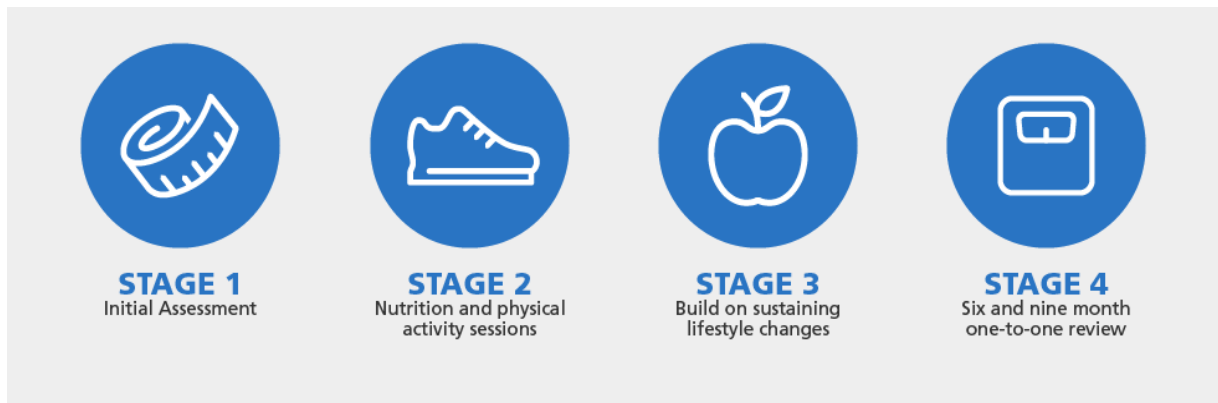 STAGE 1
Initial Assessment
STAGE 2
Nutrition and physical
activity sessions
STAGE 3
Build on sustaining
lifestyle changes
STAGE 4
Six and nine month
one-to-one review